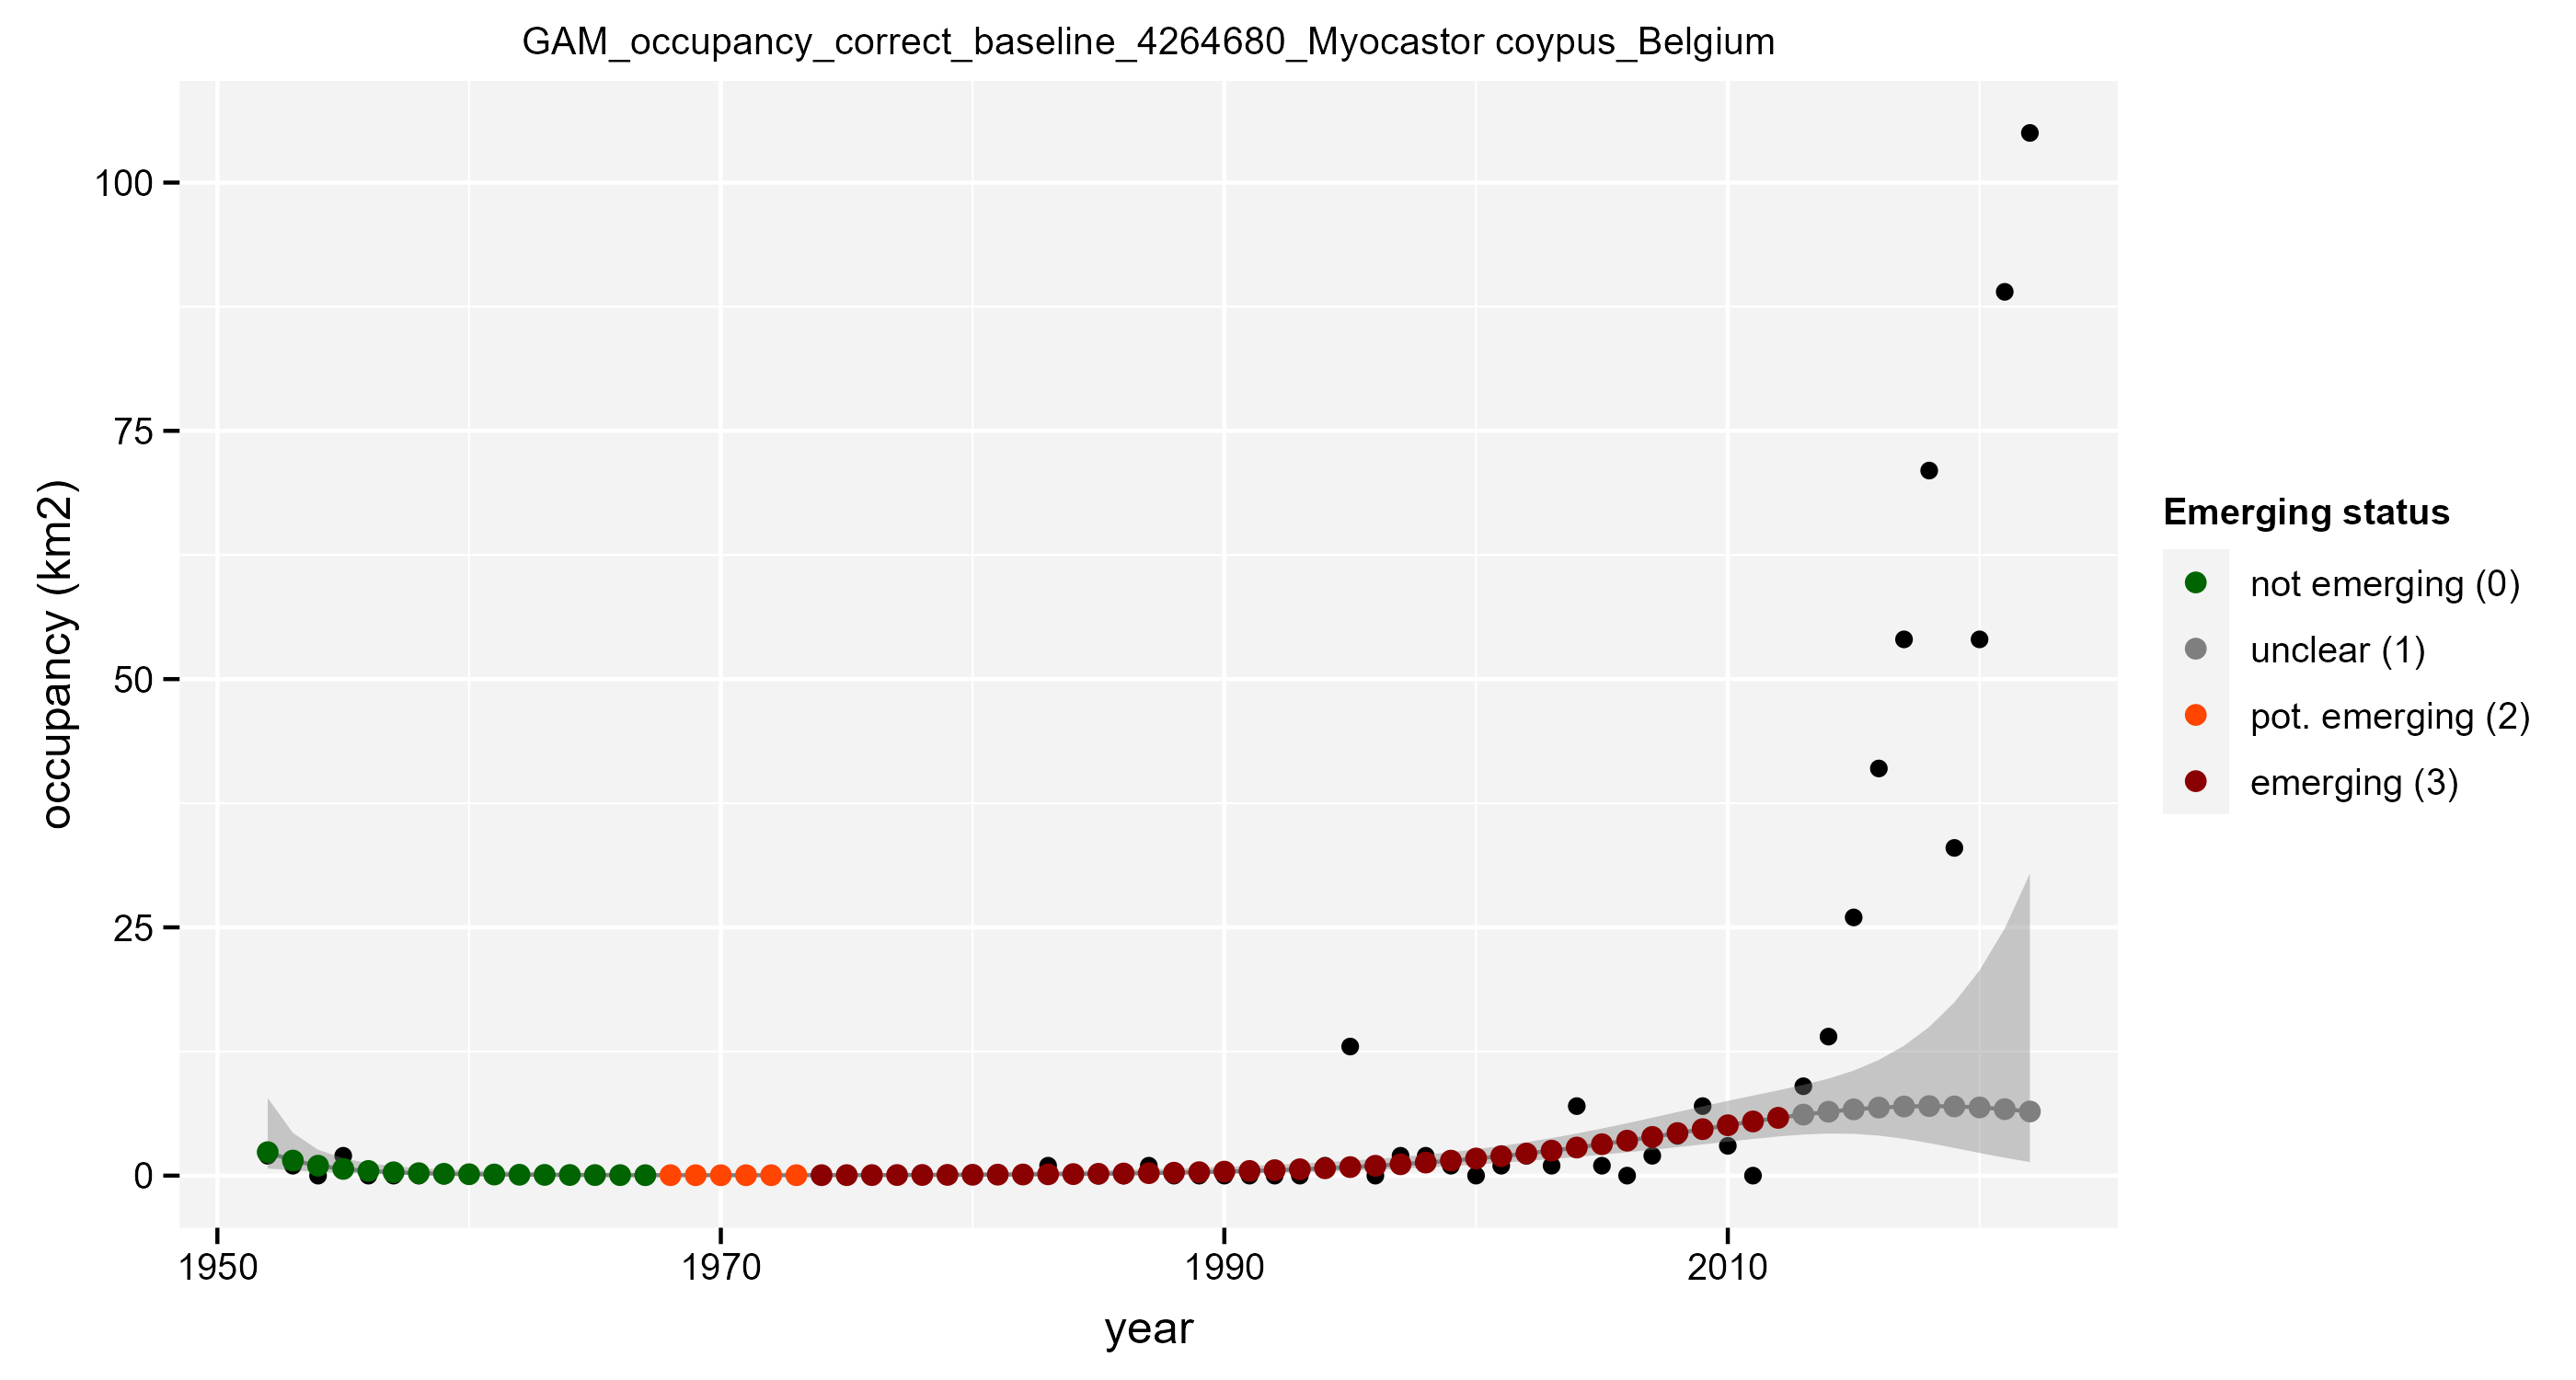 GAM_occupancy_correct_baseline_4264680_Myocastor coypus_Belgium
occupancy (km2)
100
75
50
25
0
1950
1970
1990
2010
year
Emerging status
not emerging (0)
unclear (1)
pot. emerging (2)
emerging (3)